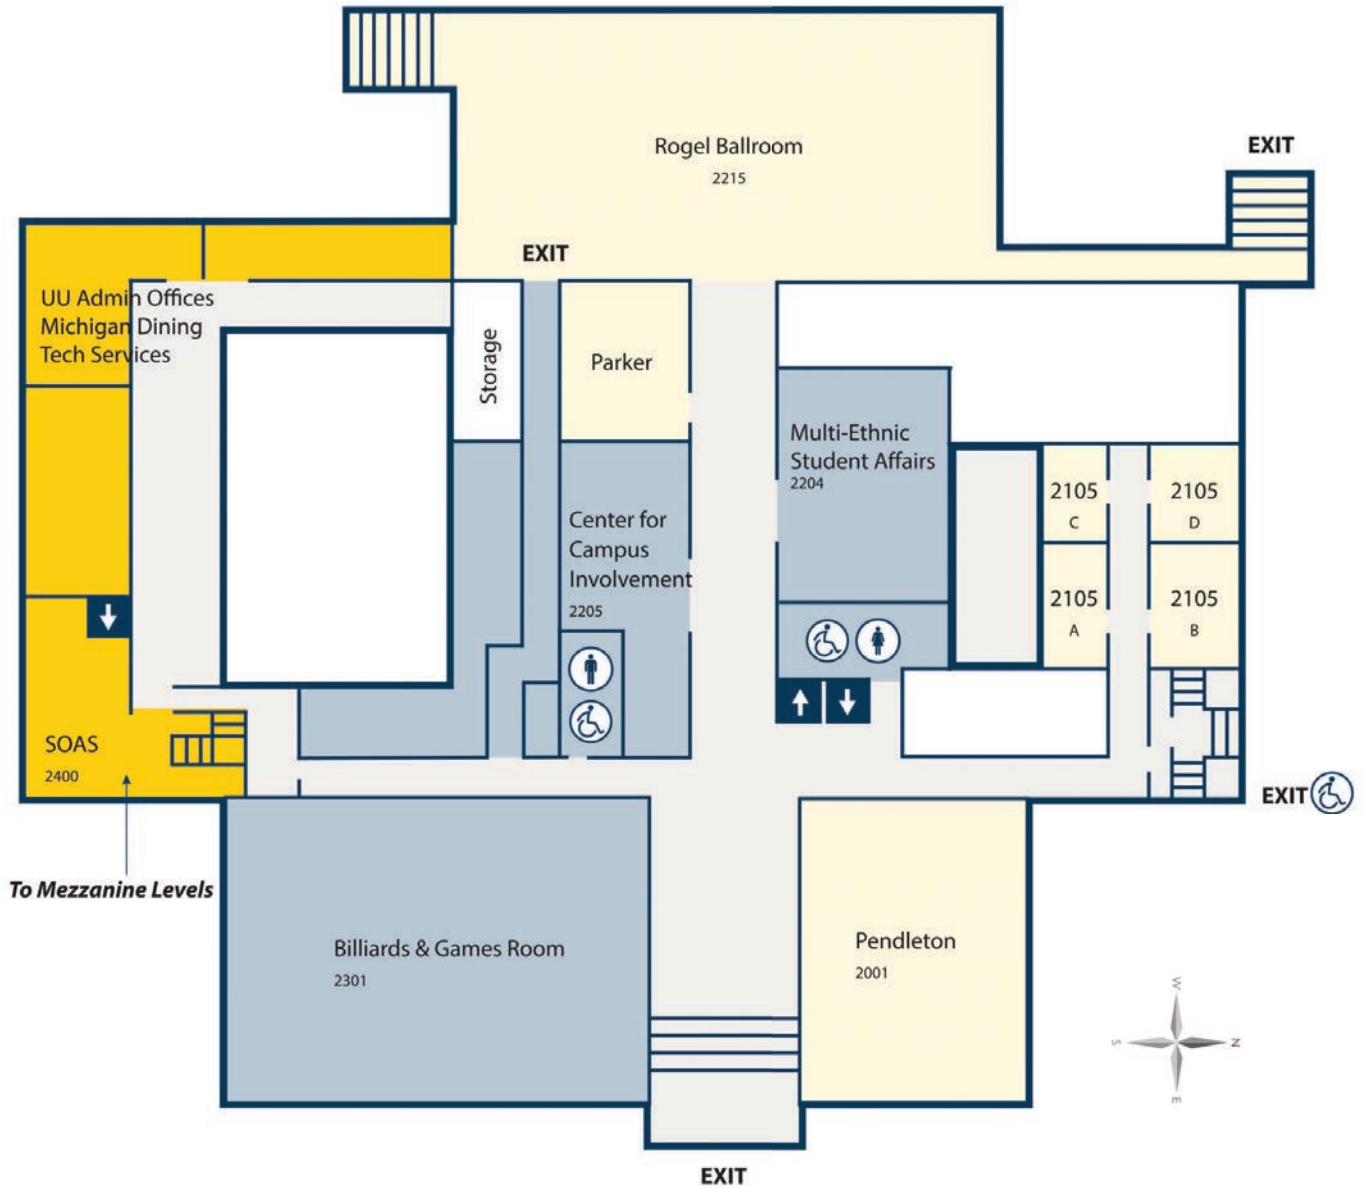 Rogel Ballroom
2215
EXIT
EXIT
UU Admin Offices
Michigan Dining
Tech Services
Storage
Parker
Multi-Ethnic
Student Affairs
2204
Center for
Campus
Involvement
2205
2105
C
2105
D
2105
A
2105
B
SOAS
2400
EXIT
To Mezzanine Levels
Billiards & Games Room
2301
Pendleton
2001
W
S
N
E
EXIT